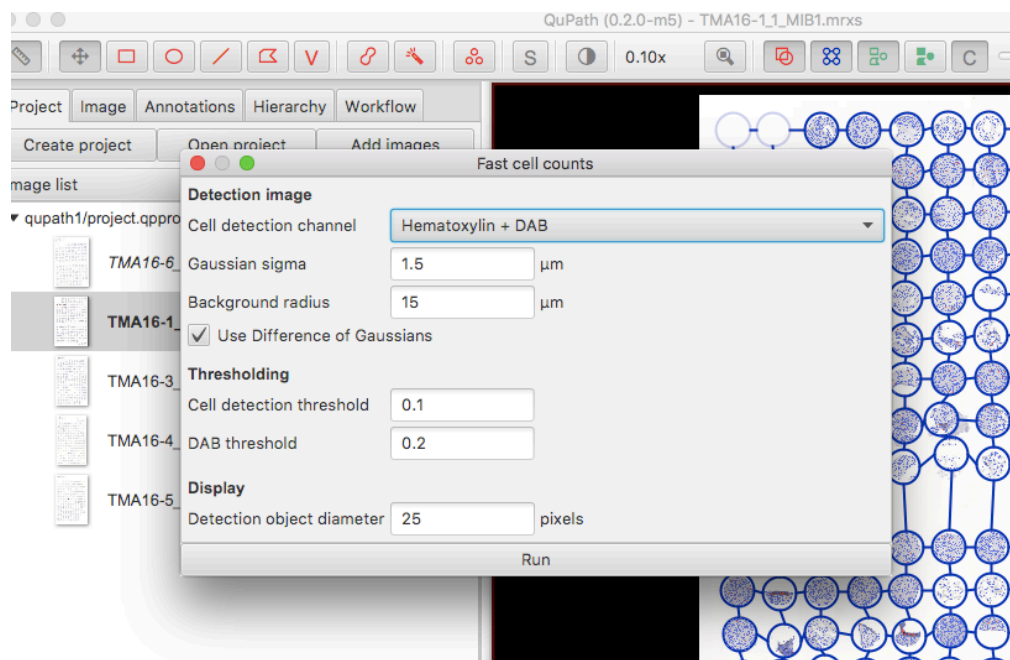 QuPath (0.2.0-m5) - TMA16-1_1_MIB1.mrxs
V S 0.10x C
Project Image Annotations Hierarchy Workflow
Create project Open project Add images
mage list
qupath1/project.qppro
TMA16-6_
TMA16-1_
TMA16-3_
TMA16-4_
TMA16-5_
Fast cell counts
Detection image
Cell detection channel Hematoxylin + DAB
Gaussian sigma 1.5 µm
Background radius 15 µm
Use Difference of Gaussians
Thresholding
Cell detection threshold 0.1
DAB threshold 0.2
Display
Detection object diameter 25 pixels
Run